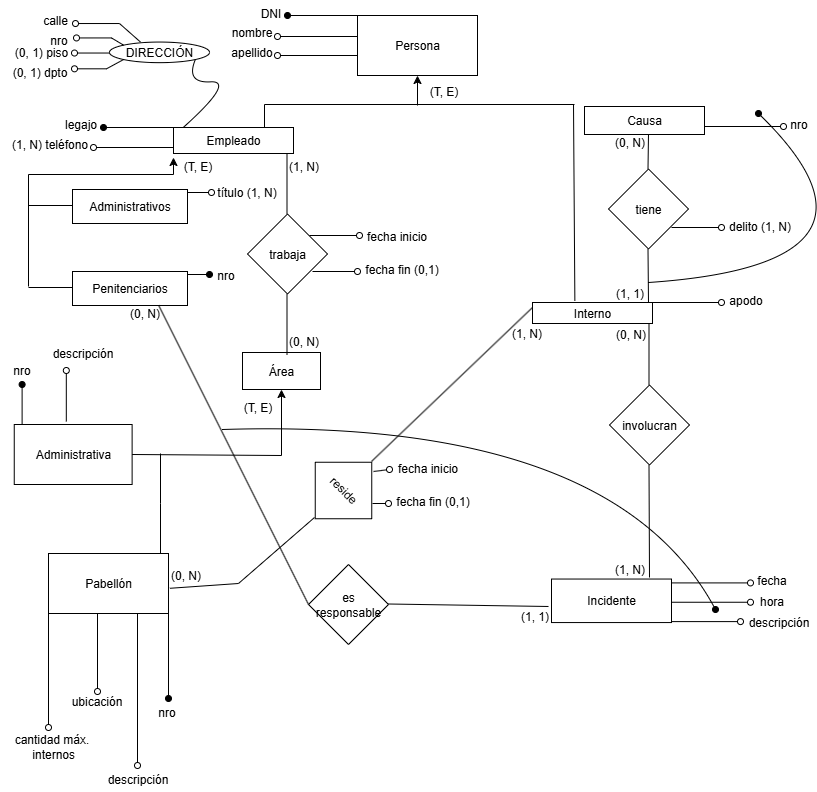 calle
nro
(0, 1) piso
(0, 1) dpto
DIRECCIÓN
DNI
nombre
apellido
Persona
(T, E)
legajo
(1, N) teléfono
Empleado
(T, E)
(1, N)
Causa
nro
(0, N)
Administrativos
título (1, N)
tiene
delito (1, N)
trabaja
fecha inicio
fecha fin (0,1)
Penitenciarios
nro
(0, N)
(1, 1)
apodo
Interno
(1, N)
(0, N)
(0, N)
Área
(T, E)
descripción
nro
Administrativa
involucran
reside
fecha inicio
fecha fin (0,1)
Pabellón
(0, N)
es
responsable
(1, N)
(1, 1)
Incidente
fecha
hora
descripción
ubicación
nro
cantidad máx.
internos
descripción